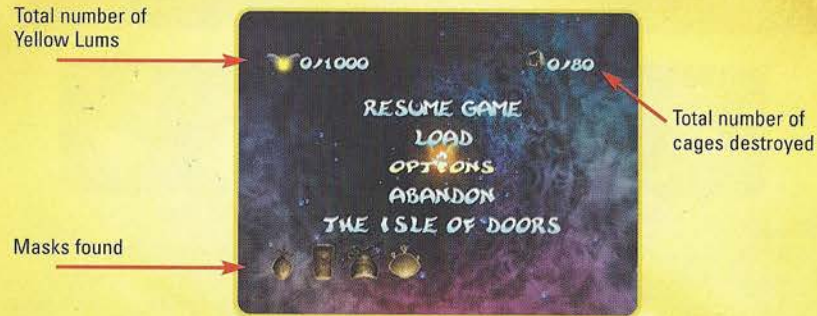 Total number of
Yellow Lums
0/1000
0/80
RESUME GAME
LOAD
OPTIONS
ABANDON
THE ISLE OF DOORS
Total number of
cages destroyed
Masks found